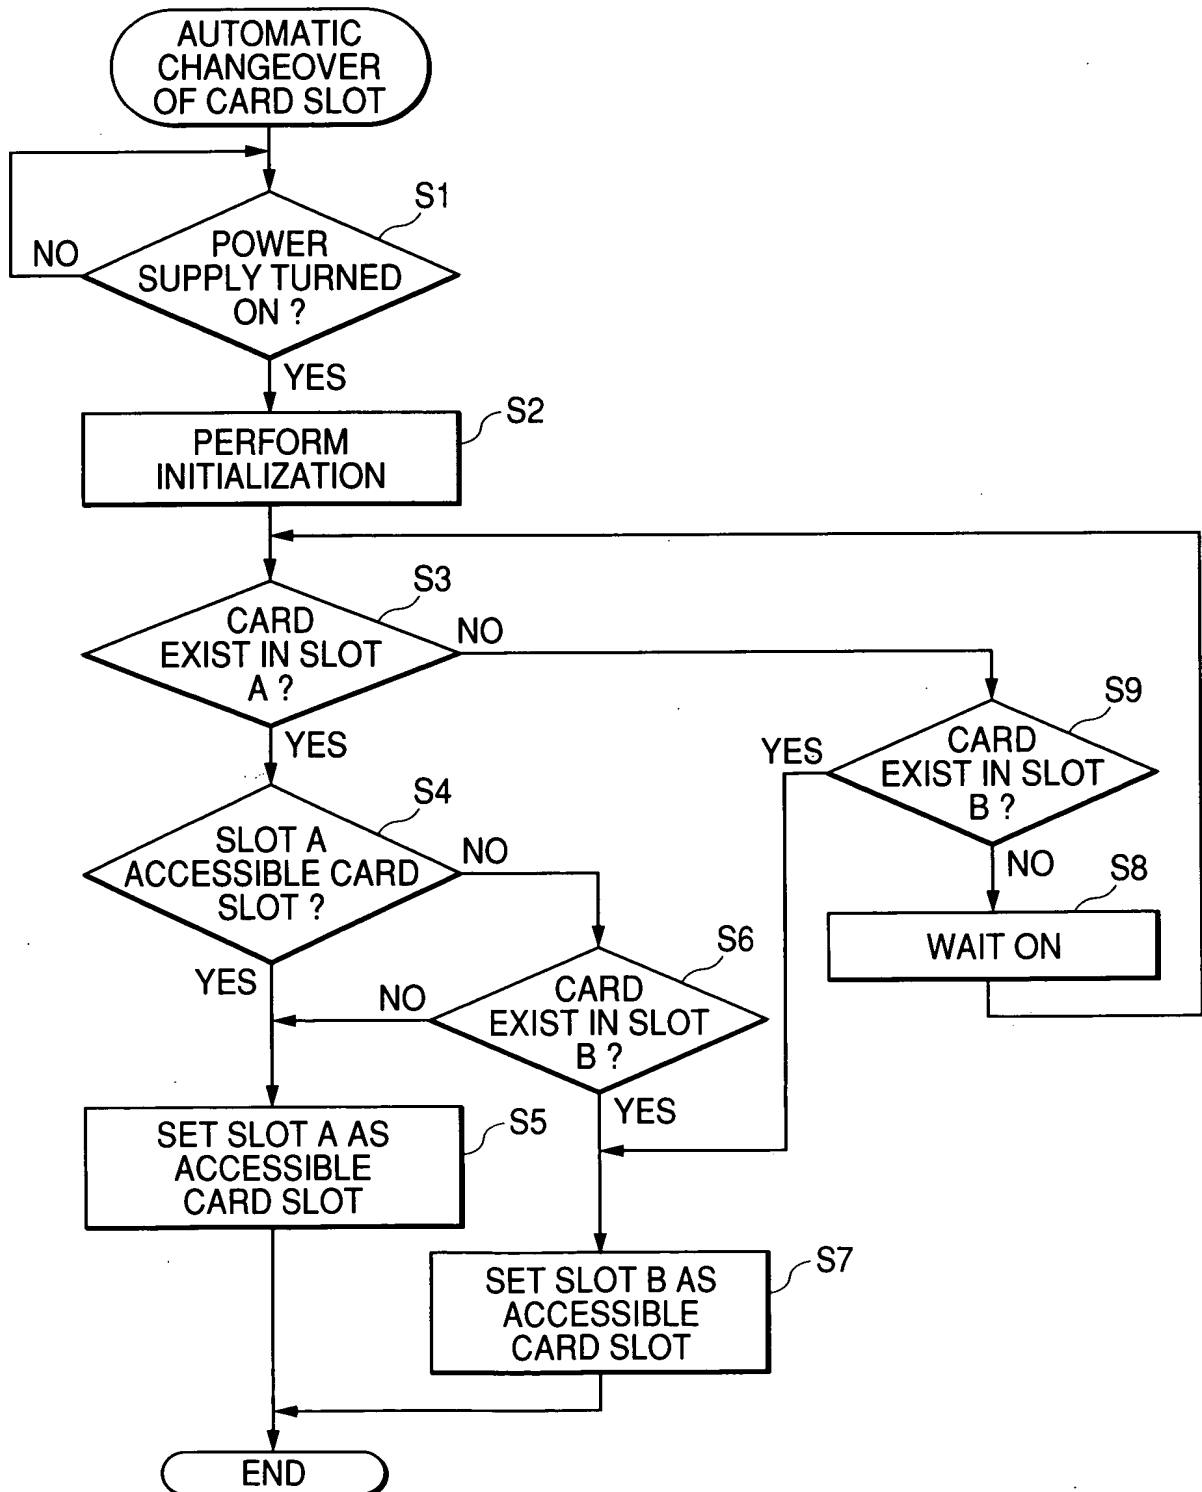 AUTOMATIC
CHANGEOVER
OF CARD SLOT
S1
NO
POWER
SUPPLY TURNED
ON ?
YES
S2
PERFORM
INITIALIZATION
S3
CARD
EXIST IN SLOT
A ?
NO
YES
S9
CARD
EXIST IN SLOT
B ?
YES
NO
S4
SLOT A
ACCESSIBLE CARD
SLOT ?
NO
YES
S8
WAIT ON
S6
CARD
EXIST IN SLOT
B ?
NO
YES
S5
SET SLOT A AS
ACCESSIBLE
CARD SLOT
S7
SET SLOT B AS
ACCESSIBLE
CARD SLOT
END